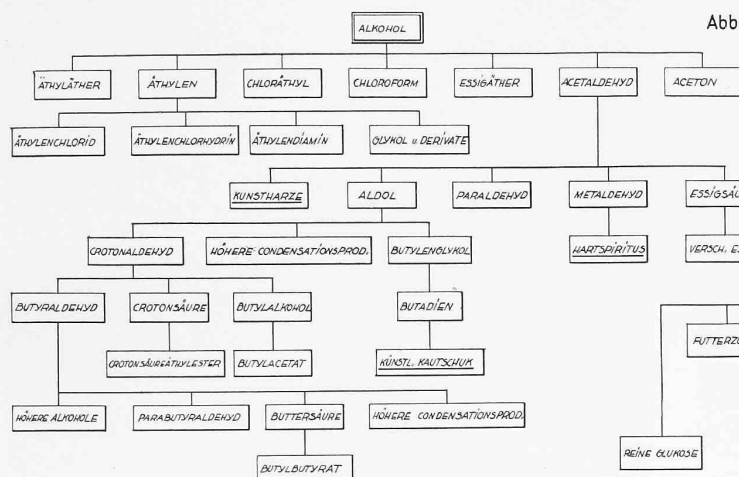 Abb
ALKOHOL
ÄTHYLÄTHER ÄTHYLEN CHLORÄTHYL CHLOROFORM ESSIGÄTHER ACETALDEHYD ACETON
ÄTHYLENCHLORID ÄTHYLENCHLORHYDRIN ÄTHYLENDIAMIN GLYKOL u. DERIVATE
KUNSTHARZE ALDOL PARALDEHYD METALDEHYD ESSIGSÄU
CROTONALDEHYD HÖHERE CONDENSATIONSPROD. BUTYLENGLYKOL HARTSPIRITUS VERSCH. ES
BUTYRALDEHYD CROTONSÄURE BUTYLALKOHOL BUTADIEN
FUTTERZU
CROTONSÄUREÄTHYLESTER BUTYLACETAT KÜNSTL. KAUTSCHUK
HÖHERE ALKOHOLE PARABUTYRALDEHYD BUTTERSÄURE HÖHERE CONDENSATIONSPROD.
REINE GLUKOSE
BUTYLBUTYRAT